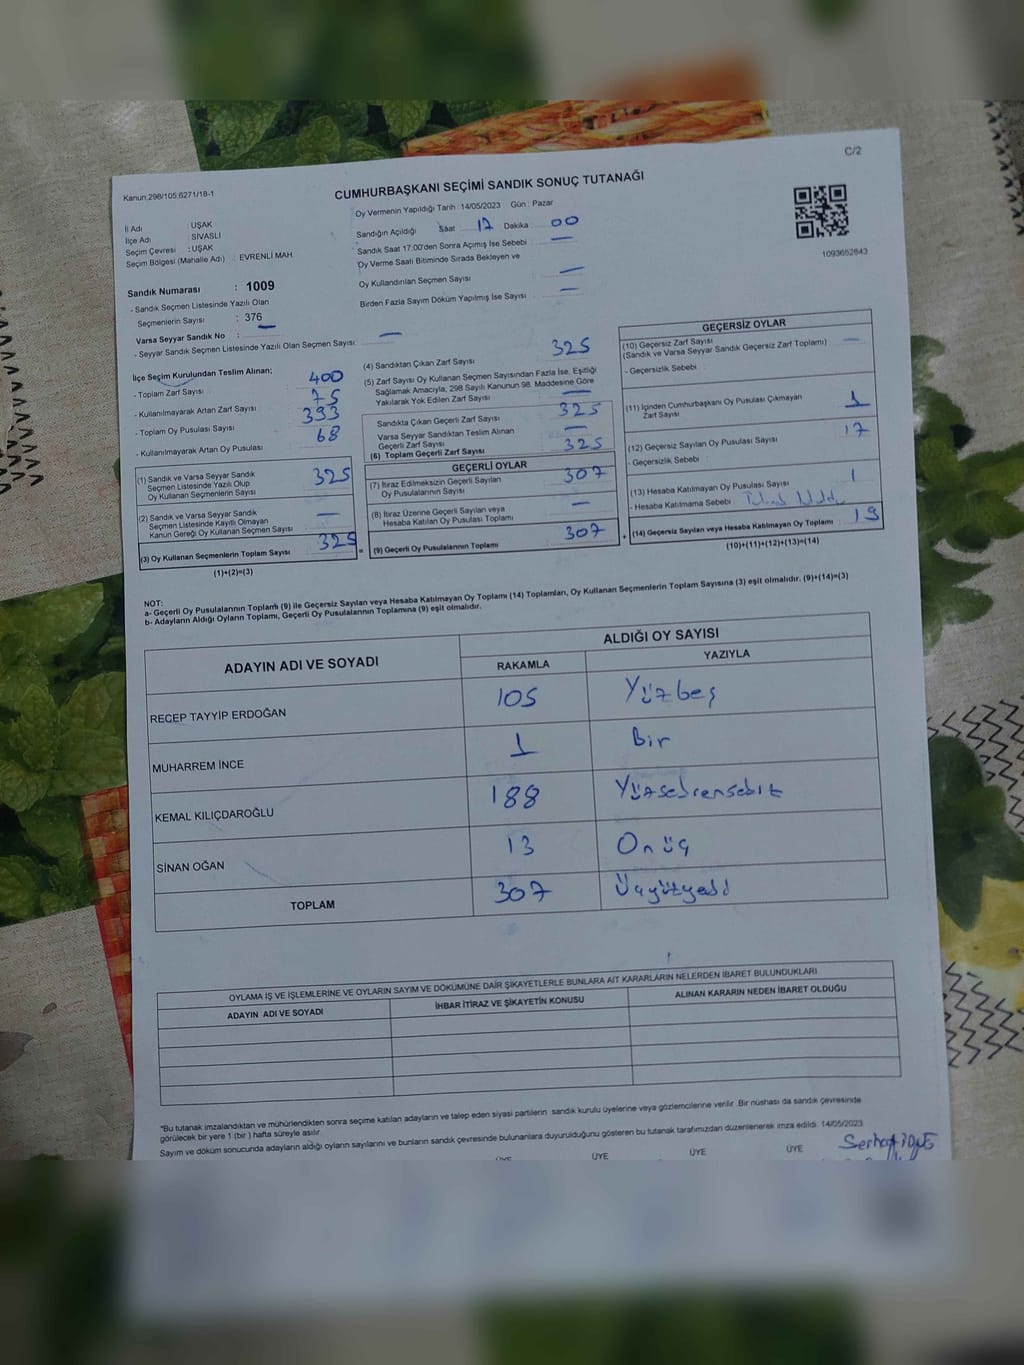 C/2
Kanun 298/105,6271/18-1
CUMHURBAŞKANI SEÇİMİ SANDIK SONUÇ TUTANAĞI
Oy Vermenin Yapıldığı Tarih : 14/05/2023 Gün : Pazar
İl Adı : UŞAK
İlçe Adı : SİVASLI
Seçim Çevresi : UŞAK
Seçim Bölgesi (Mahalle Adı) : EVRENLİ MAH.
Sandığın Açıldığı Saat 17 Dakika 00
Sandık Saat 17:00'den Sonra Açımış İse Sebebi —
Oy Verme Saati Bitiminde Sırada Bekleyen ve
Oy Kullandırılan Seçmen Sayısı —
Birden Fazla Sayım Döküm Yapılmış İse Sayısı —
1093652843
Sandık Numarası : 1009
- Sandık Seçmen Listesinde Yazılı Olan
Seçmenlerin Sayısı : 376
Varsa Seyyar Sandık No : —
- Seyyar Sandık Seçmen Listesinde Yazılı Olan Seçmen Sayısı: —
İlçe Seçim Kurulundan Teslim Alınan;
- Toplam Zarf Sayısı 400
- Kullanılmayarak Artan Zarf Sayısı 75
- Toplam Oy Pusulası Sayısı 393
- Kullanılmayarak Artan Oy Pusulası 68
(1) Sandık ve Varsa Seyyar Sandık
Seçmen Listesinde Yazılı Olup
Oy Kullanan Seçmenlerin Sayısı 325
(2) Sandık ve Varsa Seyyar Sandık
Seçmen Listesinde Kayıtlı Olmayan
Kanun Gereği Oy Kullanan Seçmen Sayısı —
(3) Oy Kullanan Seçmenlerin Toplam Sayısı 325 =
(1)+(2)=(3)
(4) Sandıktan Çıkan Zarf Sayısı 325
(5) Zarf Sayısı Oy Kullanan Seçmen Sayısından Fazla İse, Eşitliği
Sağlamak Amacıyla, 298 Sayılı Kanunun 98. Maddesine Göre
Yakılarak Yok Edilen Zarf Sayısı —
Sandıkta Çıkan Geçerli Zarf Sayısı 325
Varsa Seyyar Sandıktan Teslim Alınan
Geçerli Zarf Sayısı —
(6) Toplam Geçerli Zarf Sayısı 325
GEÇERLİ OYLAR
(7) İtiraz Edilmeksizin Geçerli Sayılan
Oy Pusulalarının Sayısı 307
(8) İtiraz Üzerine Geçerli Sayılan veya
Hesaba Katılan Oy Pusulası Toplamı —
(9) Geçerli Oy Pusulalarının Toplamı 307 +
GEÇERSİZ OYLAR
(10) Geçersiz Zarf Sayısı
(Sandık ve Varsa Seyyar Sandık Geçersiz Zarf Toplamı) —
- Geçersizlik Sebebi :
(11) İçinden Cumhurbaşkanı Oy Pusulası Çıkmayan
Zarf Sayısı 1
(12) Geçersiz Sayılan Oy Pusulası Sayısı 17
- Geçersizlik Sebebi :
(13) Hesaba Katılmayan Oy Pusulası Sayısı 1
- Hesaba Katılmama Sebebi :
(14) Geçersiz Sayılan veya Hesaba Katılmayan Oy Toplamı 19
(10)+(11)+(12)+(13)=(14)
NOT:
a- Geçerli Oy Pusulalarının Toplamı (9) ile Geçersiz Sayılan veya Hesaba Katılmayan Oy Toplamı (14) Toplamları, Oy Kullanan Seçmenlerin Toplam Sayısına (3) eşit olmalıdır. (9)+(14)=(3)
b- Adayların Aldığı Oyların Toplamı, Geçerli Oy Pusulalarının Toplamına (9) eşit olmalıdır.
ADAYIN ADI VE SOYADI
ALDIĞI OY SAYISI
RAKAMLA YAZIYLA
RECEP TAYYİP ERDOĞAN 105 Yüzbeş
MUHARREM İNCE 1 Bir
KEMAL KILIÇDAROĞLU 188 Yüzseksensekiz
SİNAN OĞAN 13 Onüç
TOPLAM 307 Üçyüzyedi
OYLAMA İŞ VE İŞLEMLERİNE VE OYLARIN SAYIM VE DÖKÜMÜNE DAİR ŞİKAYETLERLE BUNLARA AİT KARARLARIN NELERDEN İBARET BULUNDUKLARI
ADAYIN ADI VE SOYADI İHBAR İTİRAZ VE ŞİKAYETİN KONUSU ALINAN KARARIN NEDEN İBARET OLDUĞU
"Bu tutanak imzalandıktan ve mühürlendikten sonra seçime katılan adayların ve talep eden siyasi partilerin sandık kurulu üyelerine veya gözlemcilerine verilir. Bir nüshası da sandık çevresinde
görülecek bir yere 1 (bir ) hafta süreyle asılır.
Sayım ve döküm sonucunda adayların aldığı oyların sayılarını ve bunların sandık çevresinde bulunanlara duyurulduğunu gösteren bu tutanak tarafımızdan düzenlenerek imza edildi. 14/05/2023
ÜYE ÜYE ÜYE ÜYE